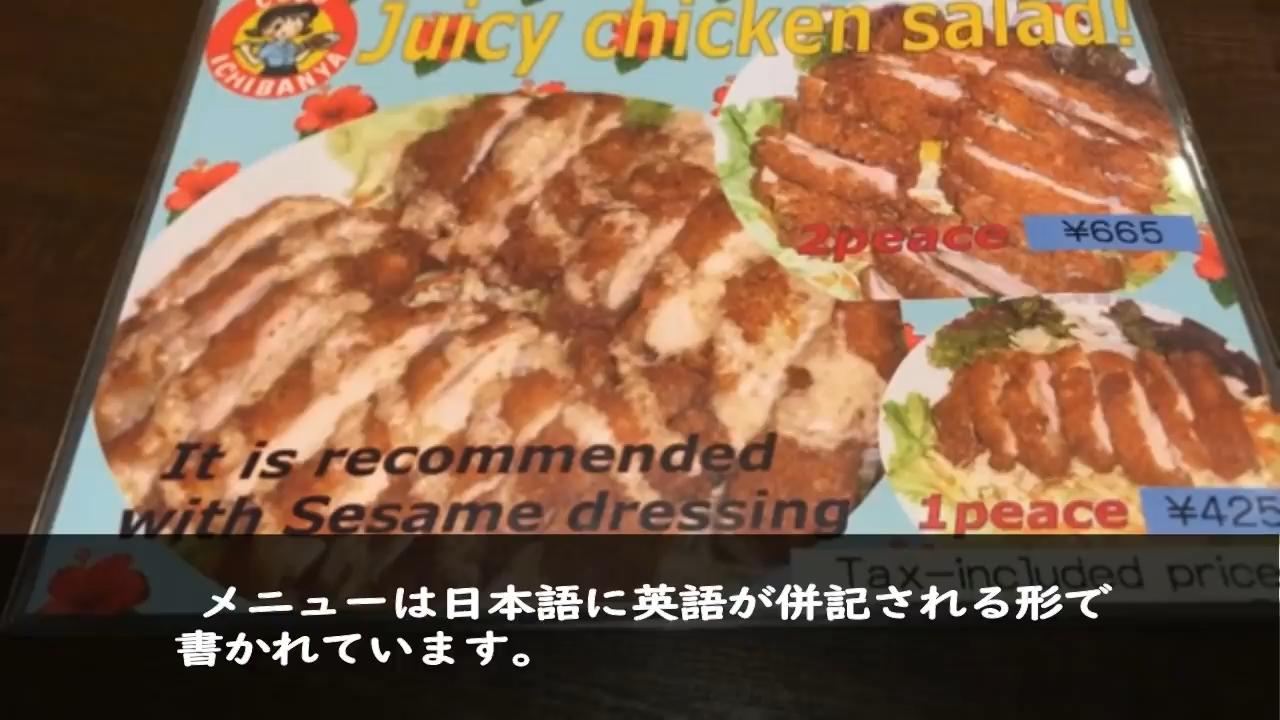 ICHIBANYA
Juicy chicken salad!
2peace ¥665
It is recommended
with Sesame dressing
1peace ¥425
Tax-included price
メニューは日本語に英語が併記される形で
書かれています。